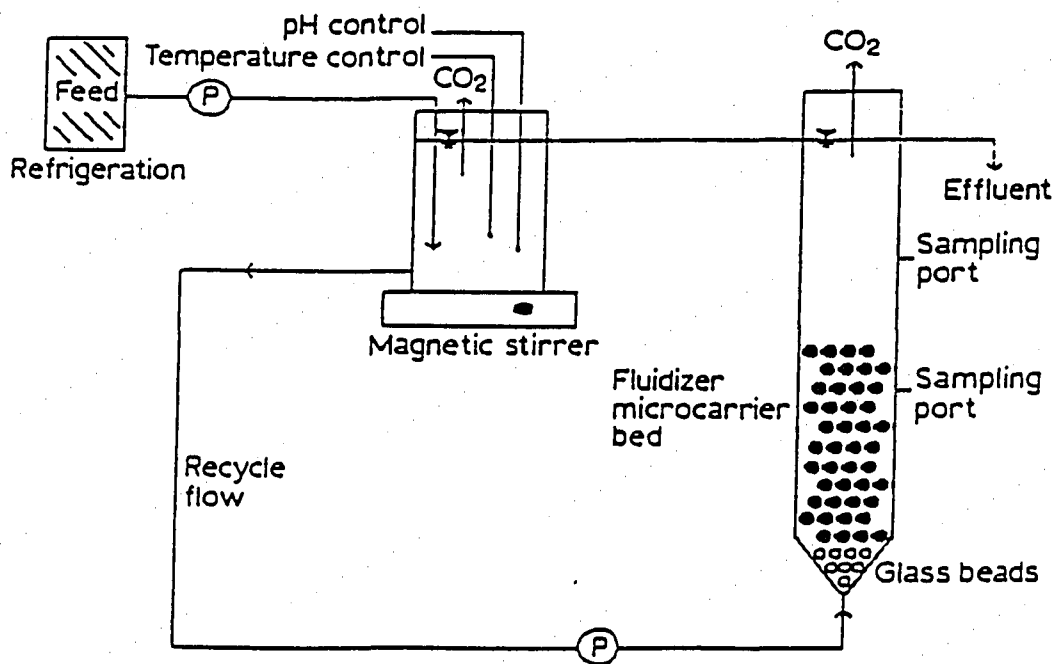 pH control
Temperature control
CO2
CO2
Feed
P
Refrigeration
Effluent
Sampling
port
Magnetic stirrer
Fluidizer
microcarrier
bed
Sampling
port
Recycle
flow
Glass beads
P